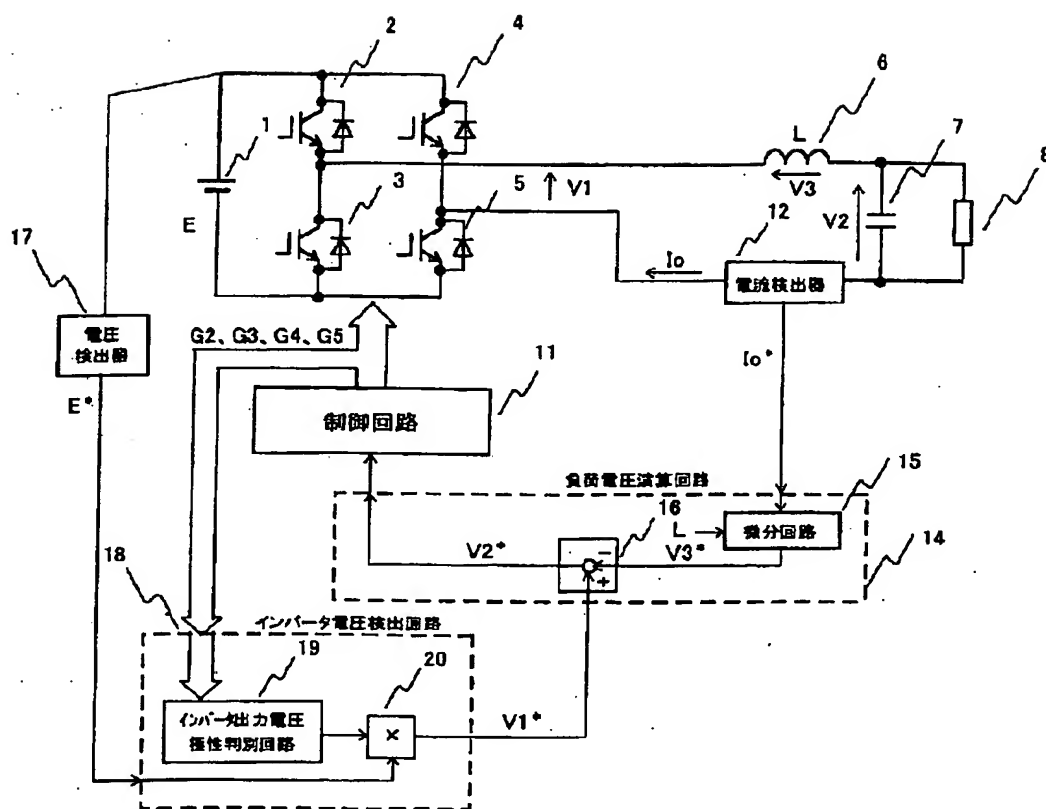 2
4
6
1
L
7
8
V3
3
5
V1
E
V2
12
17
Io
電流検出器
電圧
検出器
G2、G3、G4、G5
Io*
11
E*
制御回路
負荷電圧演算回路
15
16
L
微分回路
V2*
V3*
−
+
14
18
インバータ電圧検出回路
19
20
インバータ出力電圧
極性判別回路
×
V1*